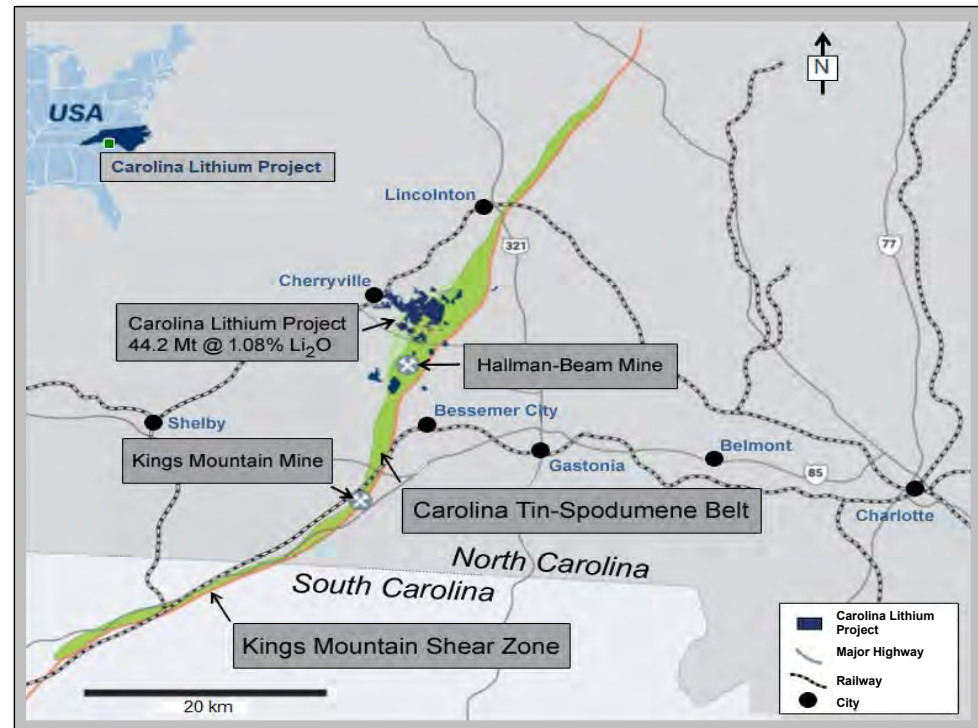 N
USA
Carolina Lithium Project
Lincolnton
321
77
Cherryville
Carolina Lithium Project
44.2 Mt @ 1.08% Li₂O
Hallman-Beam Mine
Shelby
Bessemer City
Kings Mountain Mine
Gastonia
Belmont
85
Carolina Tin-Spodumene Belt
Charlotte
North Carolina
South Carolina
Kings Mountain Shear Zone
20 km
Carolina Lithium
Project
Major Highway
Railway
City